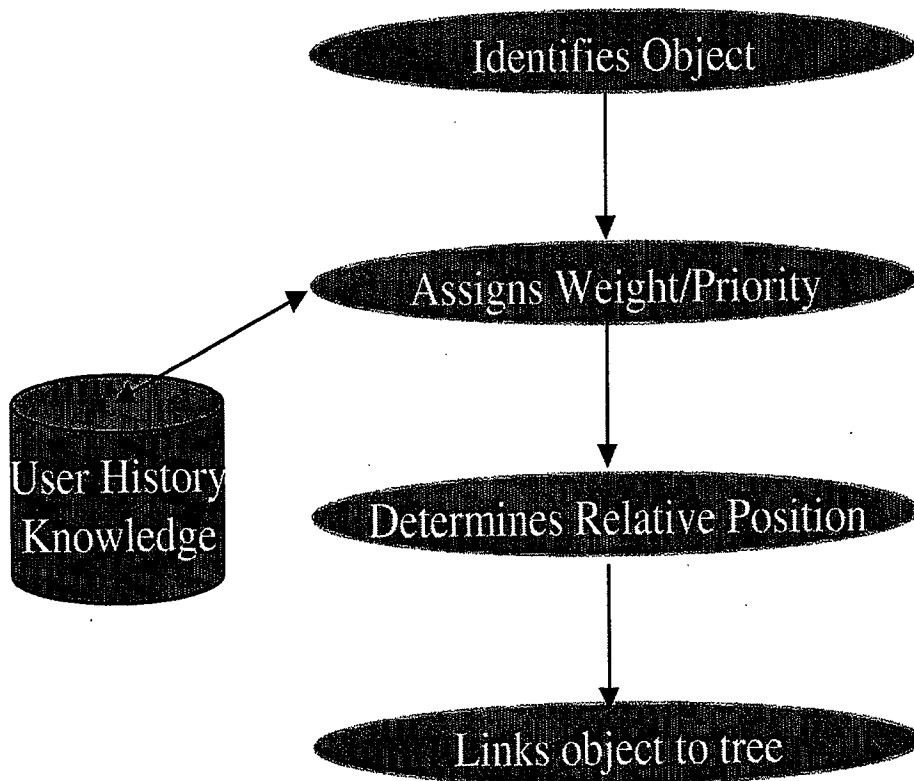 Identifies Object
Assigns Weight/Priority
User History
Knowledge
Determines Relative Position
Links object to tree